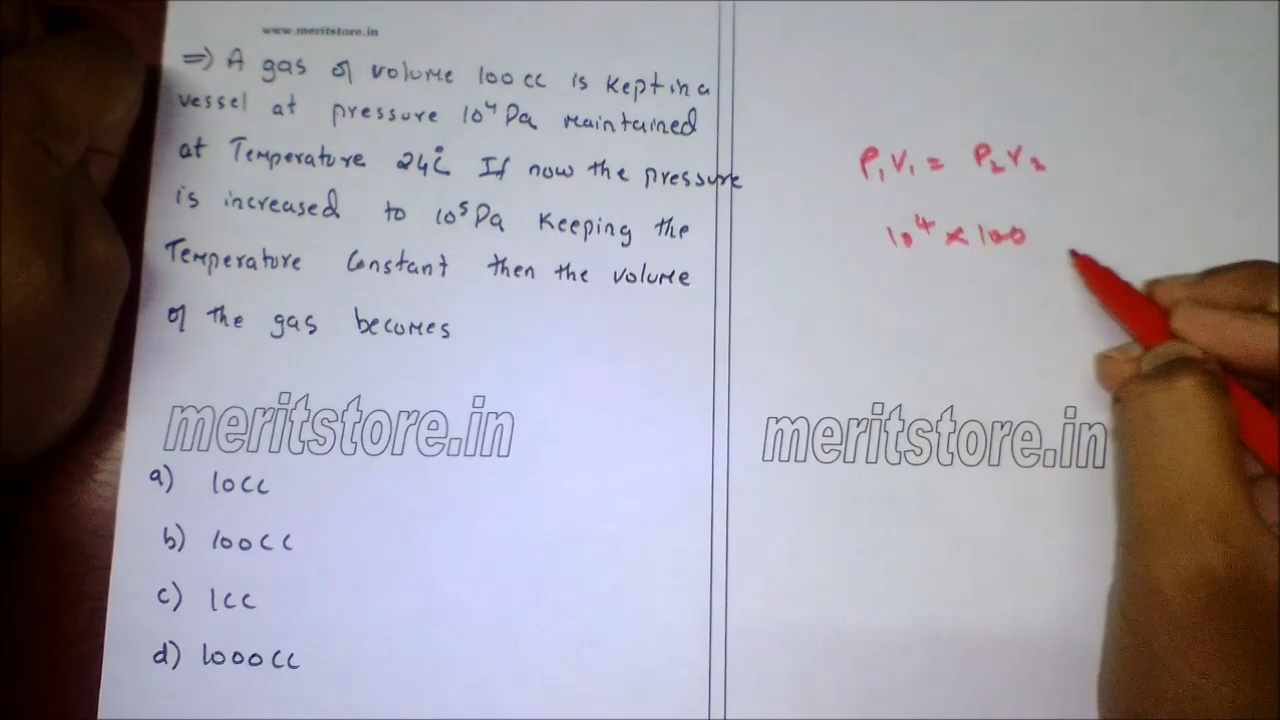 www.meritstore.in
⇒) A gas of volume 100 cc is kept in a
vessel at pressure 10⁴ Pa maintained
at Temperature 24°C If now the pressure
is increased to 10⁵ Pa keeping the
Temperature Constant then the volume
of the gas becomes
meritstore.in
a) 10cc
b) 100cc
c) 1cc
d) 1000cc
P₁V₁ = P₂V₂
10⁴ × 100
meritstore.in